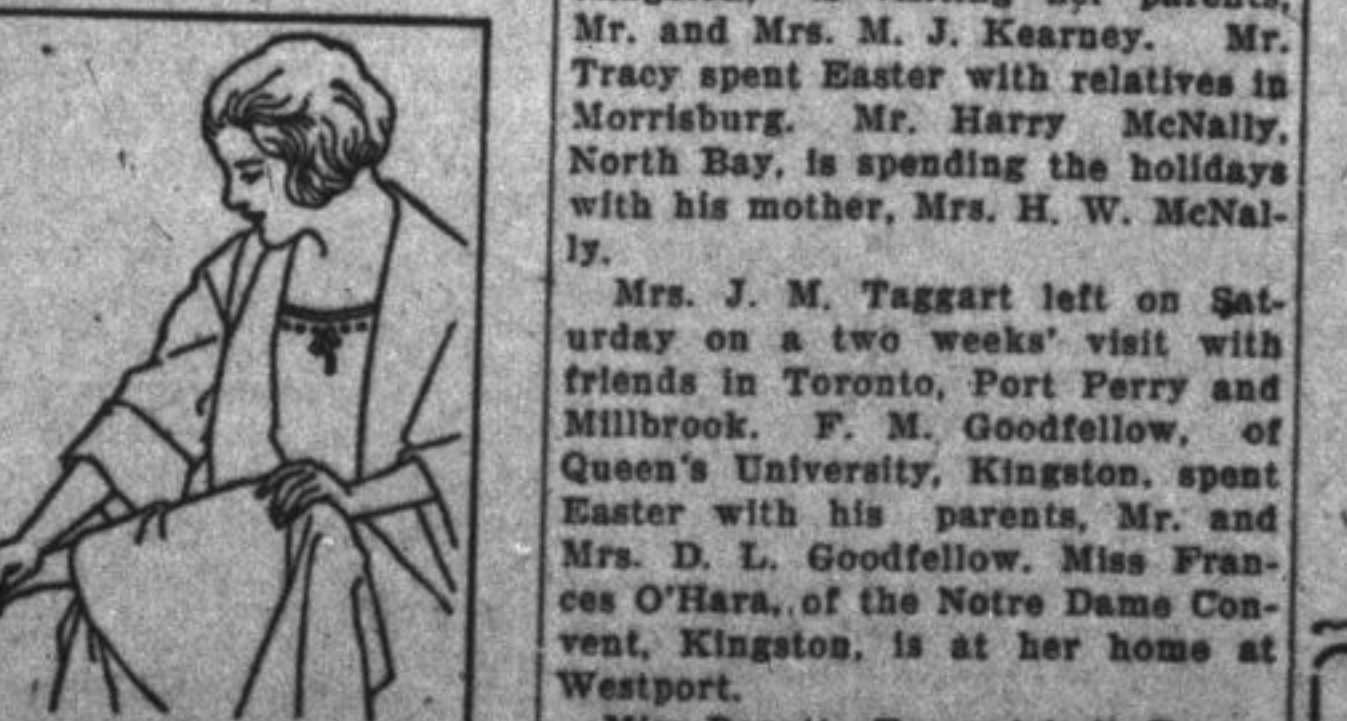 parents,
Mr. and Mrs. M. J. Kearney. Mr.
Tracy spent Easter with relatives in
Morrisburg. Mr. Harry McNally,
North Bay, is spending the holidays
with his mother, Mrs. H. W. McNal-
ly.
Mrs. J. M. Taggart left on Sat-
urday on a two weeks' visit with
friends in Toronto, Port Perry and
Millbrook. F. M. Goodfellow, of
Queen's University, Kingston, spent
Easter with his parents, Mr. and
Mrs. D. L. Goodfellow. Miss Fran-
ces O'Hara, of the Notre Dame Con-
vent, Kingston, is at her home at
Westport.